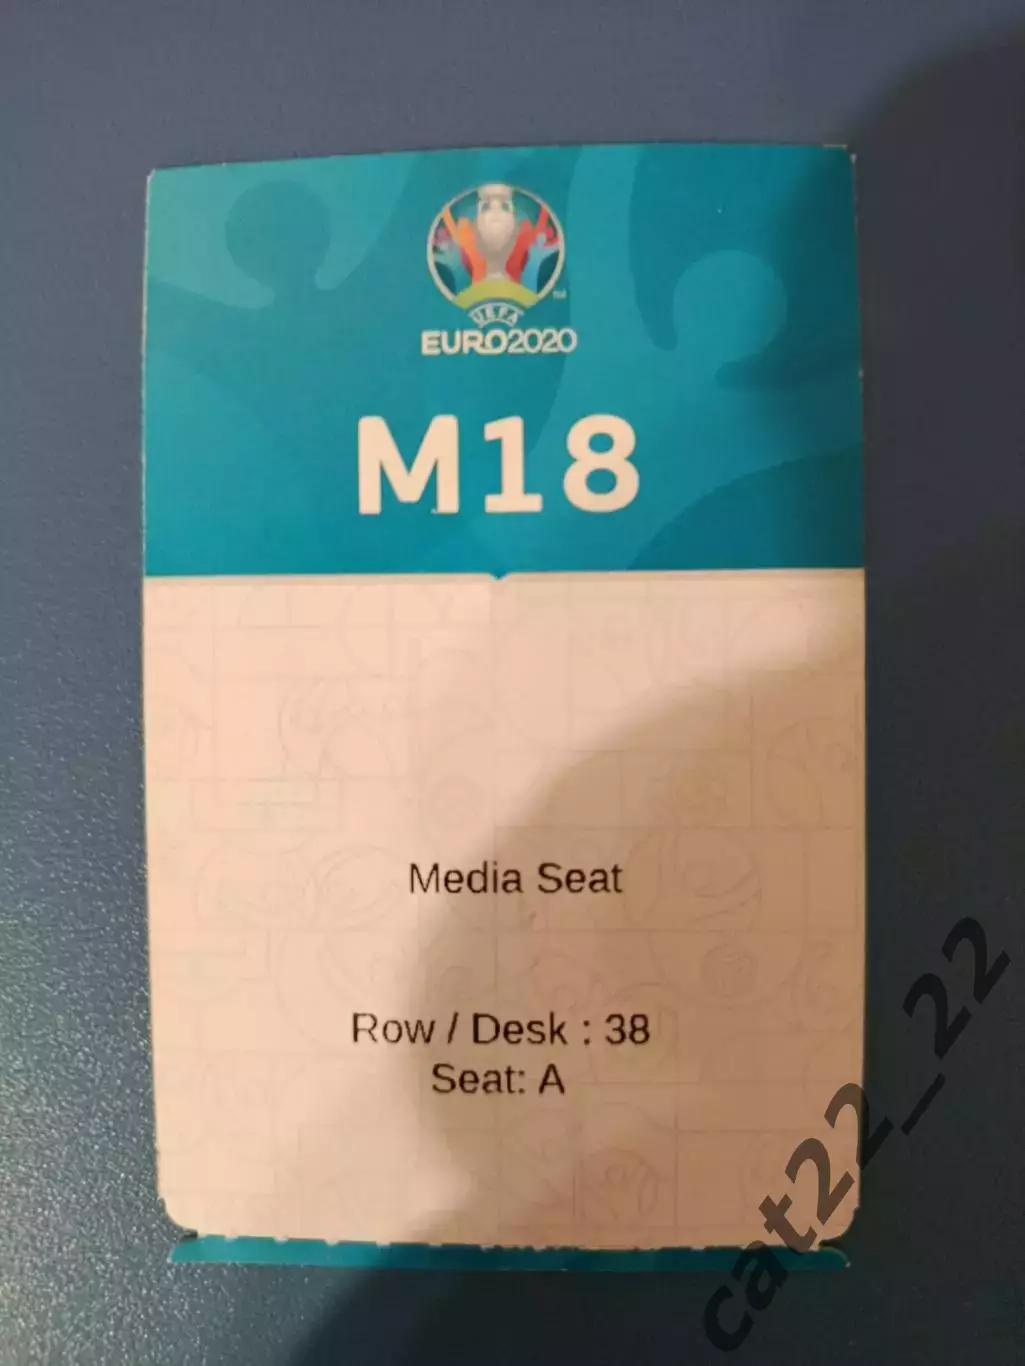 UEFA
EURO2020
M18
Media Seat
Row / Desk : 38
Seat: A
cat22_22